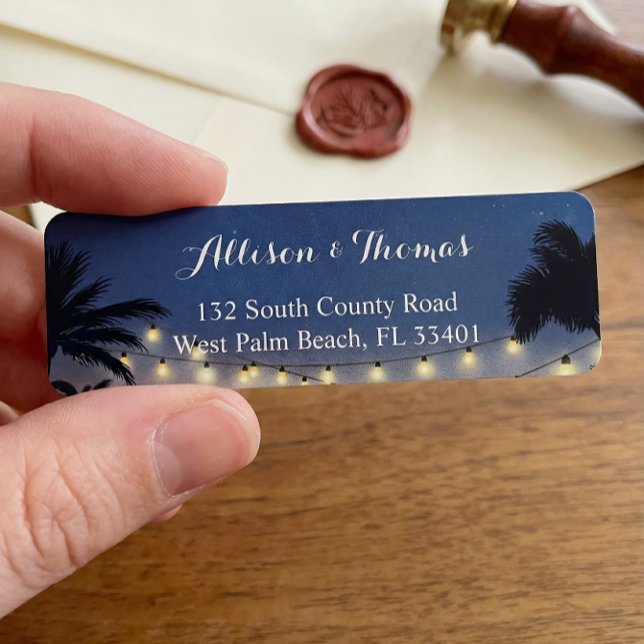 Allison & Thomas
132 South County Road
West Palm Beach, FL 33401